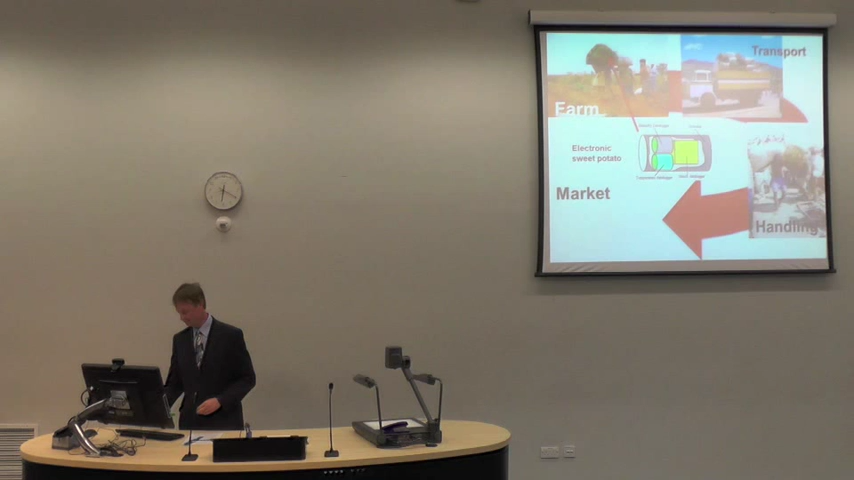 Transport
Farm
Electronic
sweet potato
Market
Handling